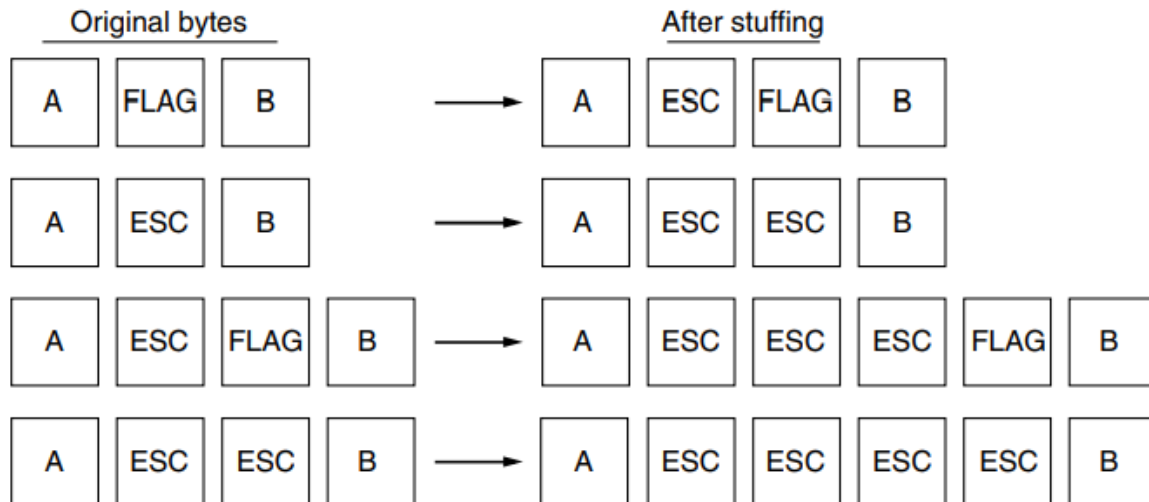 Original bytes After stuffing
A FLAG B A ESC FLAG B
A ESC B A ESC ESC B
A ESC FLAG B A ESC ESC ESC FLAG B
A ESC ESC B A ESC ESC ESC ESC B